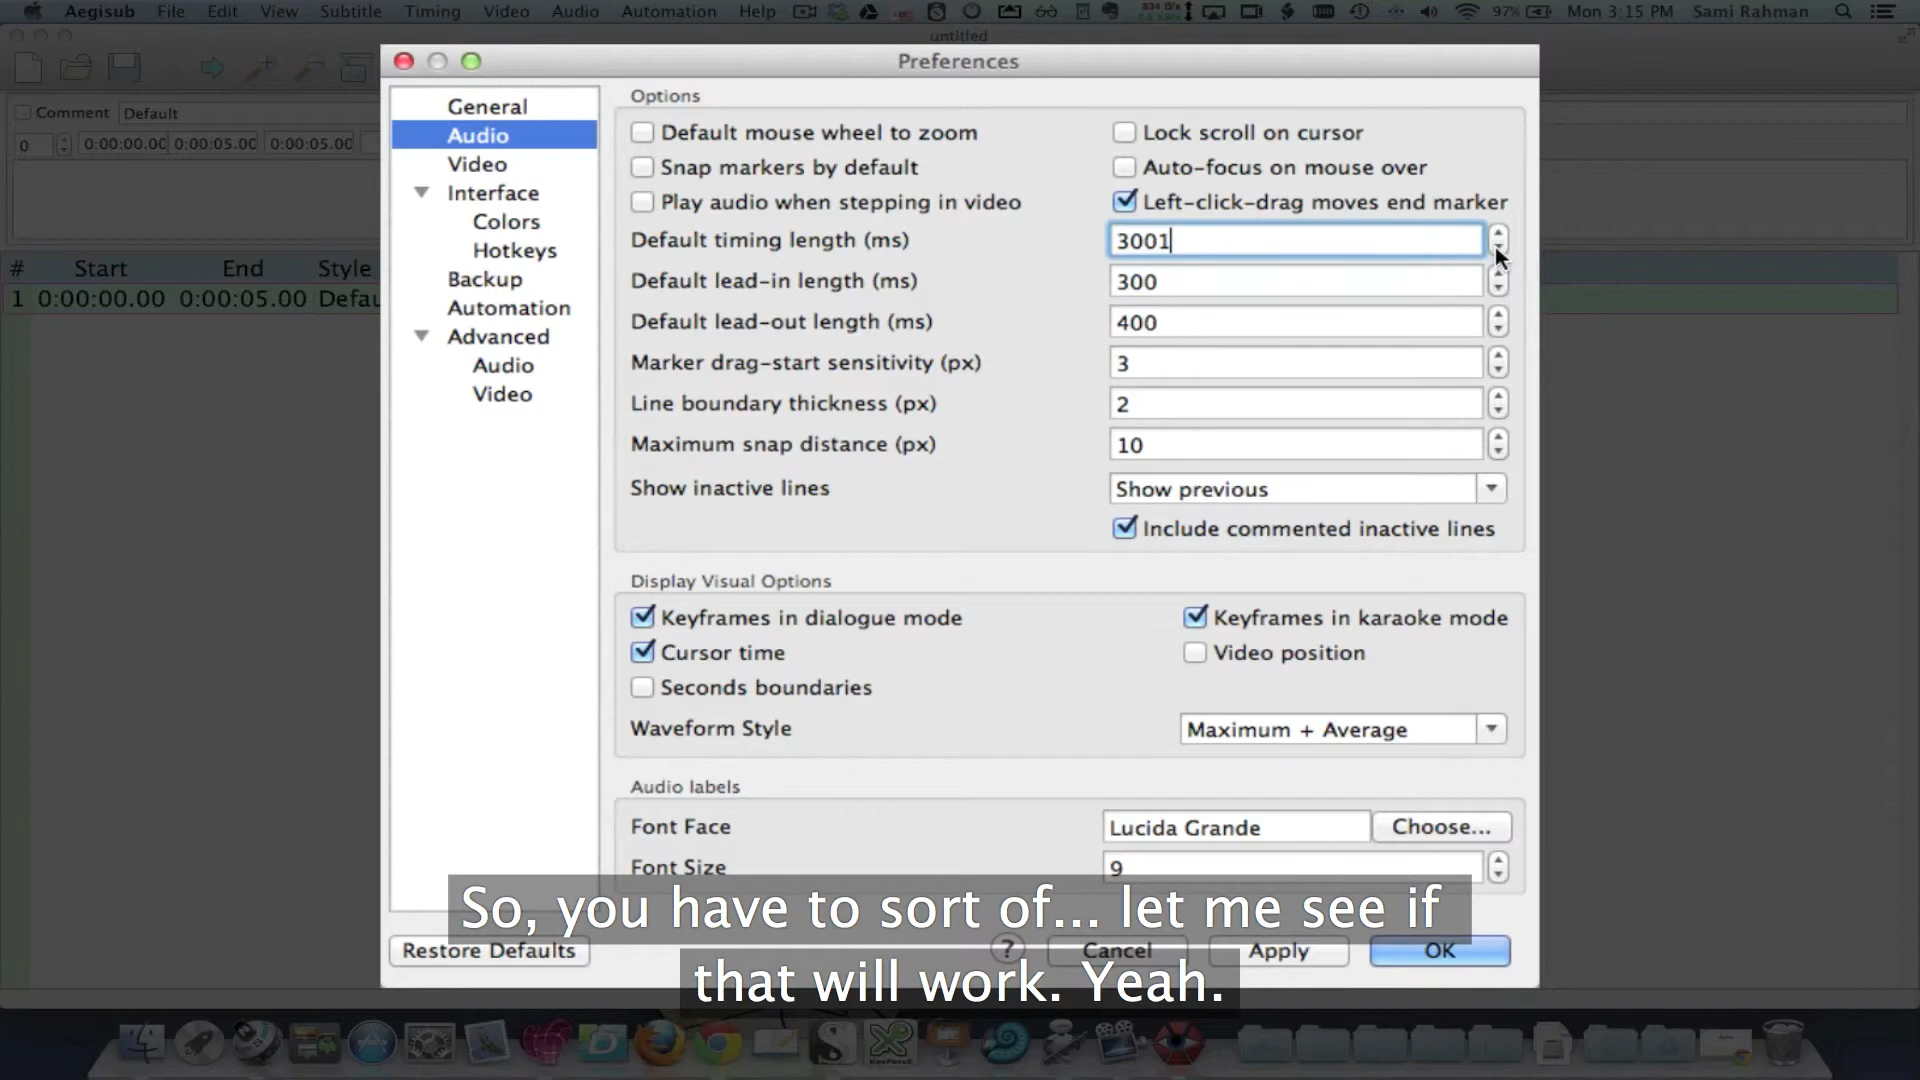 Aegisub File Edit View Subtitle Timing Video Audio Automation Help 97% Mon 3:15 PM Sami Rahman
untitled
Preferences
Comment Default
0 0:00:00.00 0:00:05.00 0:00:05.00
# Start End Style
1 0:00:00.00 0:00:05.00 Defau
General
Audio
Video
Interface
Colors
Hotkeys
Backup
Automation
Advanced
Audio
Video
Options
Default mouse wheel to zoom Lock scroll on cursor
Snap markers by default Auto-focus on mouse over
Play audio when stepping in video Left-click-drag moves end marker
Default timing length (ms) 3001
Default lead-in length (ms) 300
Default lead-out length (ms) 400
Marker drag-start sensitivity (px) 3
Line boundary thickness (px) 2
Maximum snap distance (px) 10
Show inactive lines Show previous
Include commented inactive lines
Display Visual Options
Keyframes in dialogue mode Keyframes in karaoke mode
Cursor time Video position
Seconds boundaries
Waveform Style Maximum + Average
Audio labels
Font Face Lucida Grande Choose...
Font Size 9
So, you have to sort of... let me see if
that will work. Yeah.
Restore Defaults ? Cancel Apply OK